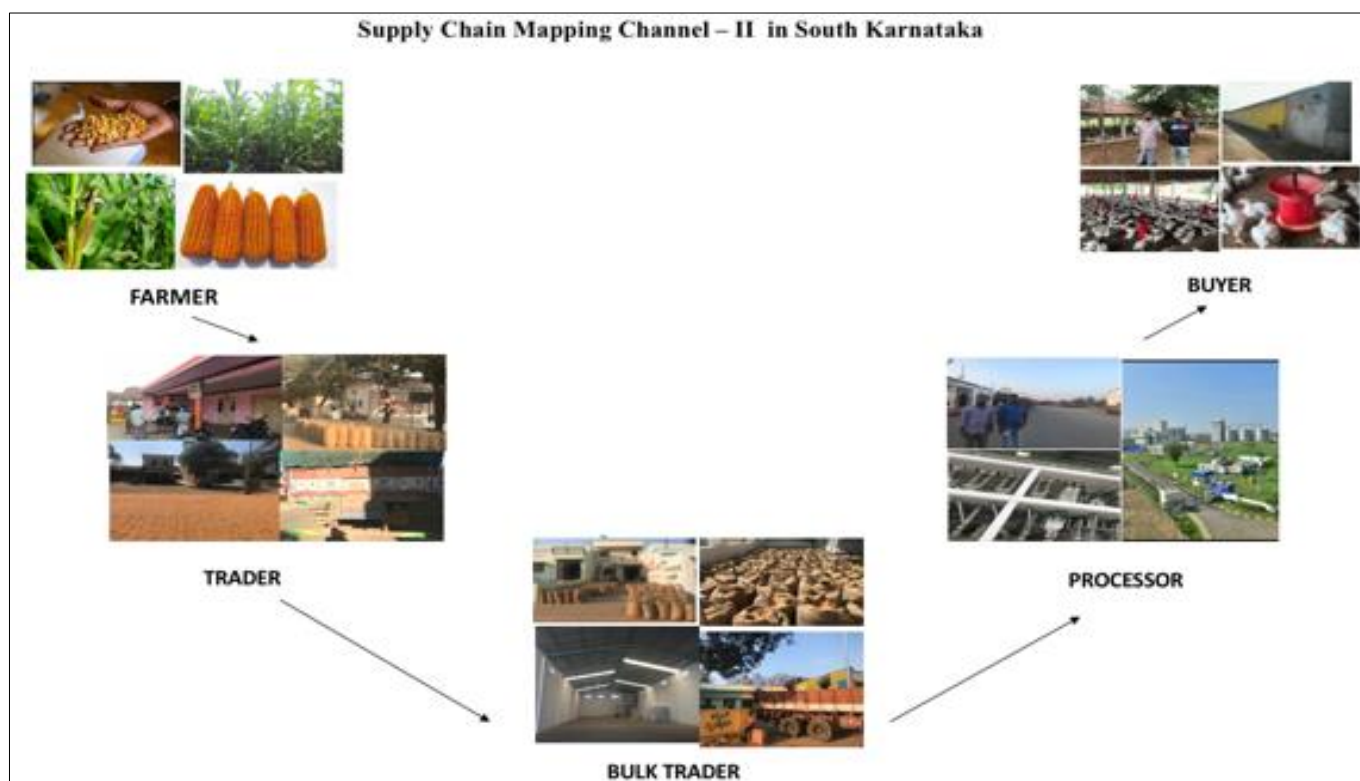 Supply Chain Mapping Channel – II in South Karnataka
FARMER
BUYER
TRADER
PROCESSOR
BULK TRADER